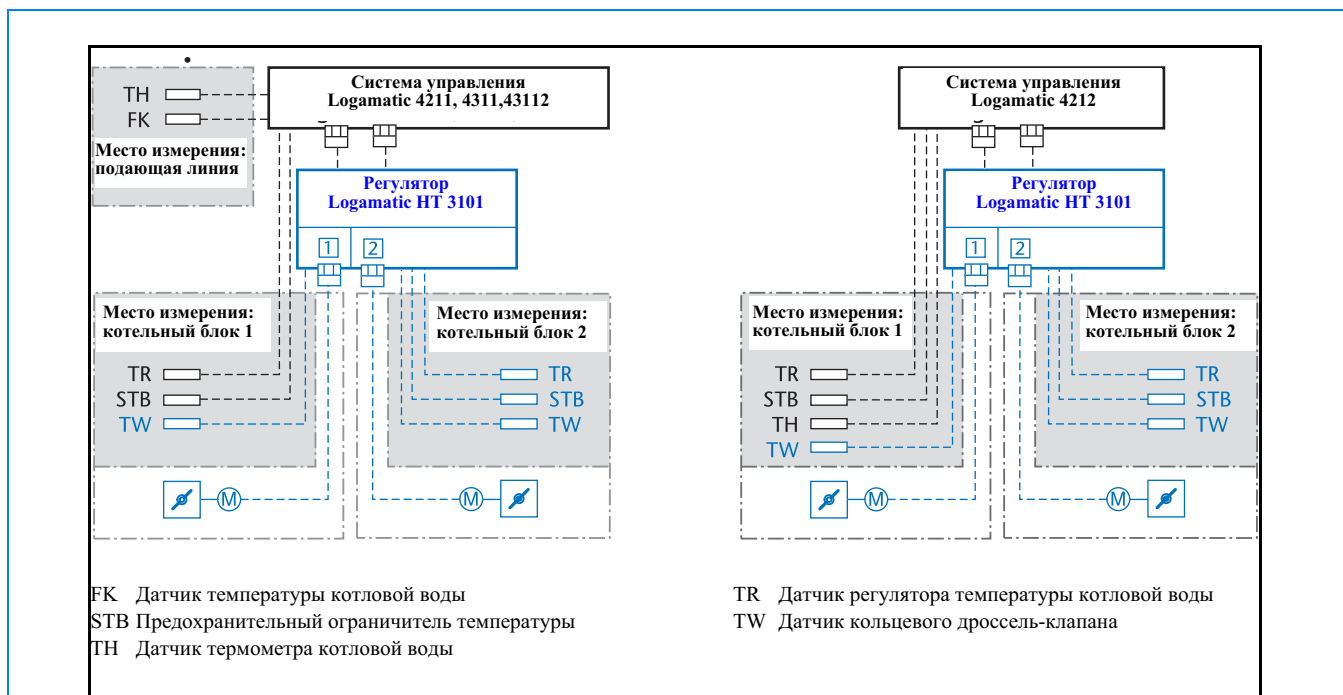 Система управления
Logamatic 4211, 4311,43112
TH
FK
Место измерения:
подающая линия
Регулятор
Logamatic HT 3101
1
2
Место измерения:
котельный блок 1
TR
STB
TW
M
Место измерения:
котельный блок 2
TR
STB
TW
M
Система управления
Logamatic 4212
Регулятор
Logamatic HT 3101
1
2
Место измерения:
котельный блок 1
TR
STB
TH
TW
M
Место измерения:
котельный блок 2
TR
STB
TW
M
FK Датчик температуры котловой воды
STB Предохранительный ограничитель температуры
TH Датчик термометра котловой воды
TR Датчик регулятора температуры котловой воды
TW Датчик кольцевого дроссель-клапана